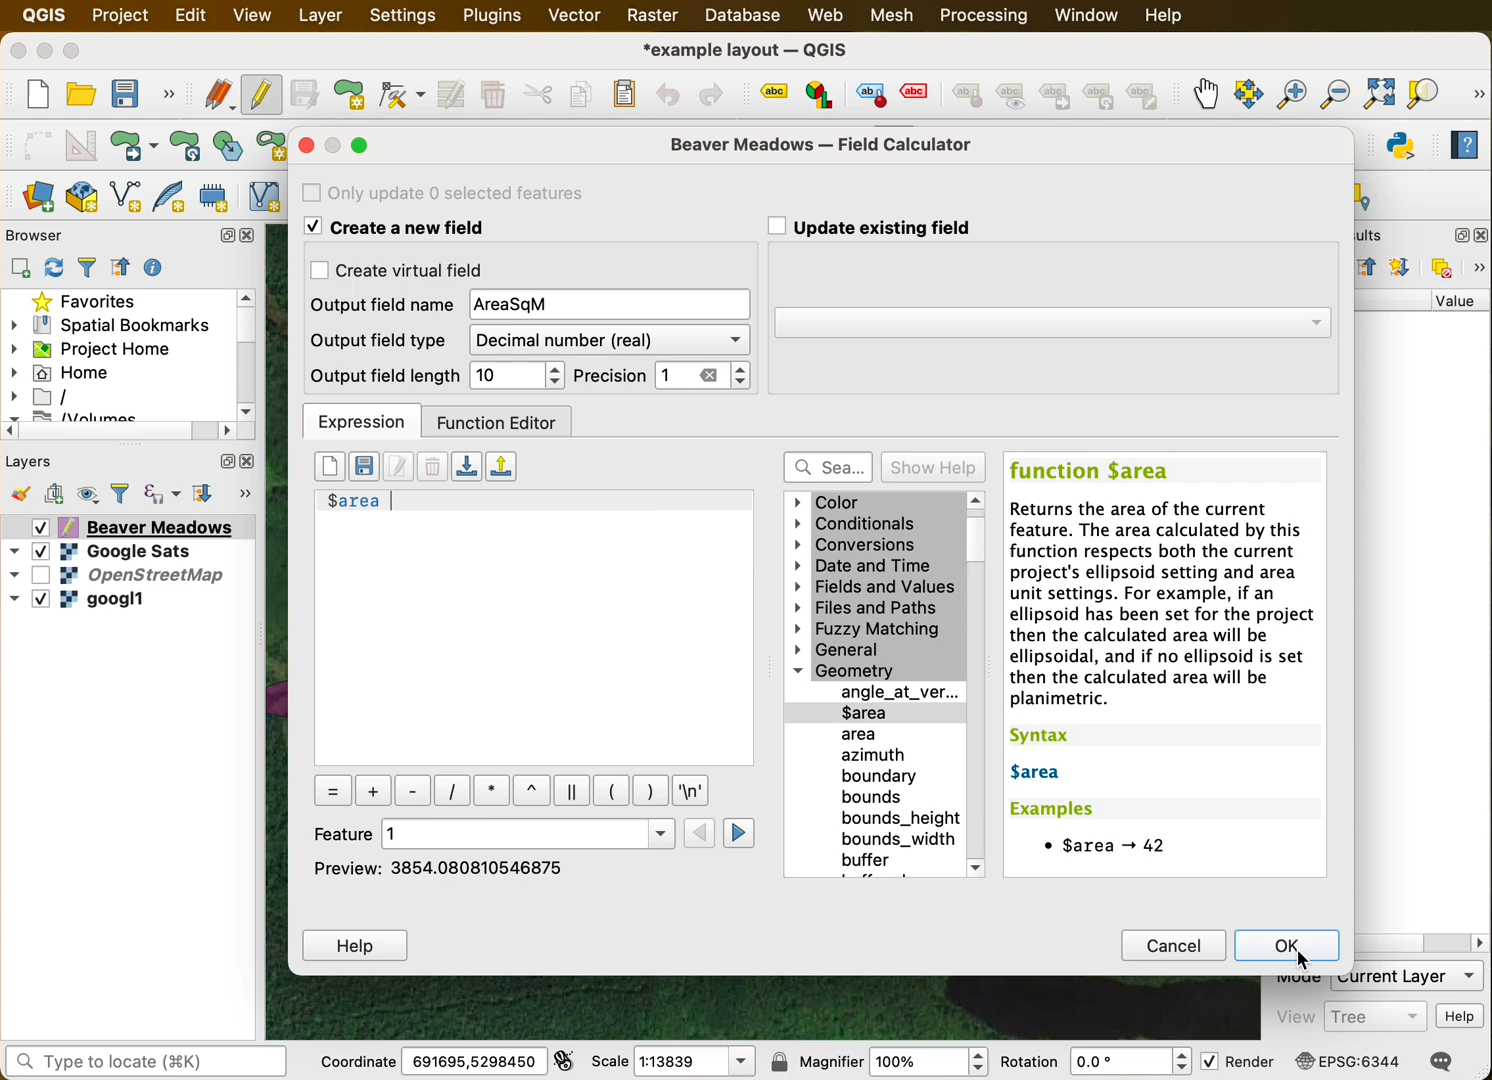 QGIS Project Edit View Layer Settings Plugins Vector Raster Database Web Mesh Processing Window Help
*example layout — QGIS
Beaver Meadows — Field Calculator
Only update 0 selected features
Create a new field
Update existing field
Create virtual field
Output field name AreaSqM
Output field type Decimal number (real)
Output field length 10 Precision 1
Expression Function Editor
$area
Sea... Show Help
Color
Conditionals
Conversions
Date and Time
Fields and Values
Files and Paths
Fuzzy Matching
General
Geometry
angle_at_ver...
$area
area
azimuth
boundary
bounds
bounds_height
bounds_width
buffer
function $area
Returns the area of the current
feature. The area calculated by this
function respects both the current
project's ellipsoid setting and area
unit settings. For example, if an
ellipsoid has been set for the project
then the calculated area will be
ellipsoidal, and if no ellipsoid is set
then the calculated area will be
planimetric.
Syntax
$area
Examples
• $area → 42
= + - / * ^ || ( ) '\n'
Feature 1
Preview: 3854.080810546875
Help Cancel OK
Browser
Favorites
Spatial Bookmarks
Project Home
Home
/
/Volumes
Layers
Beaver Meadows
Google Sats
OpenStreetMap
googl1
ults
Value
Mode Current Layer
View Tree Help
Type to locate (⌘K) Coordinate 691695,5298450 Scale 1:13839 Magnifier 100% Rotation 0.0 ° Render EPSG:6344